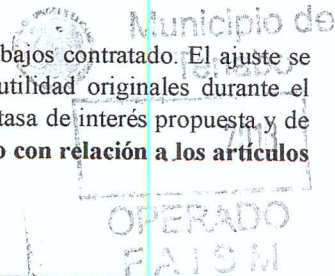 Municipio de
bajos contratado. El ajuste se
utilidad originales durante el
tasa de interés propuesta y de
o con relación a los artículos
OPERADO
FAISM